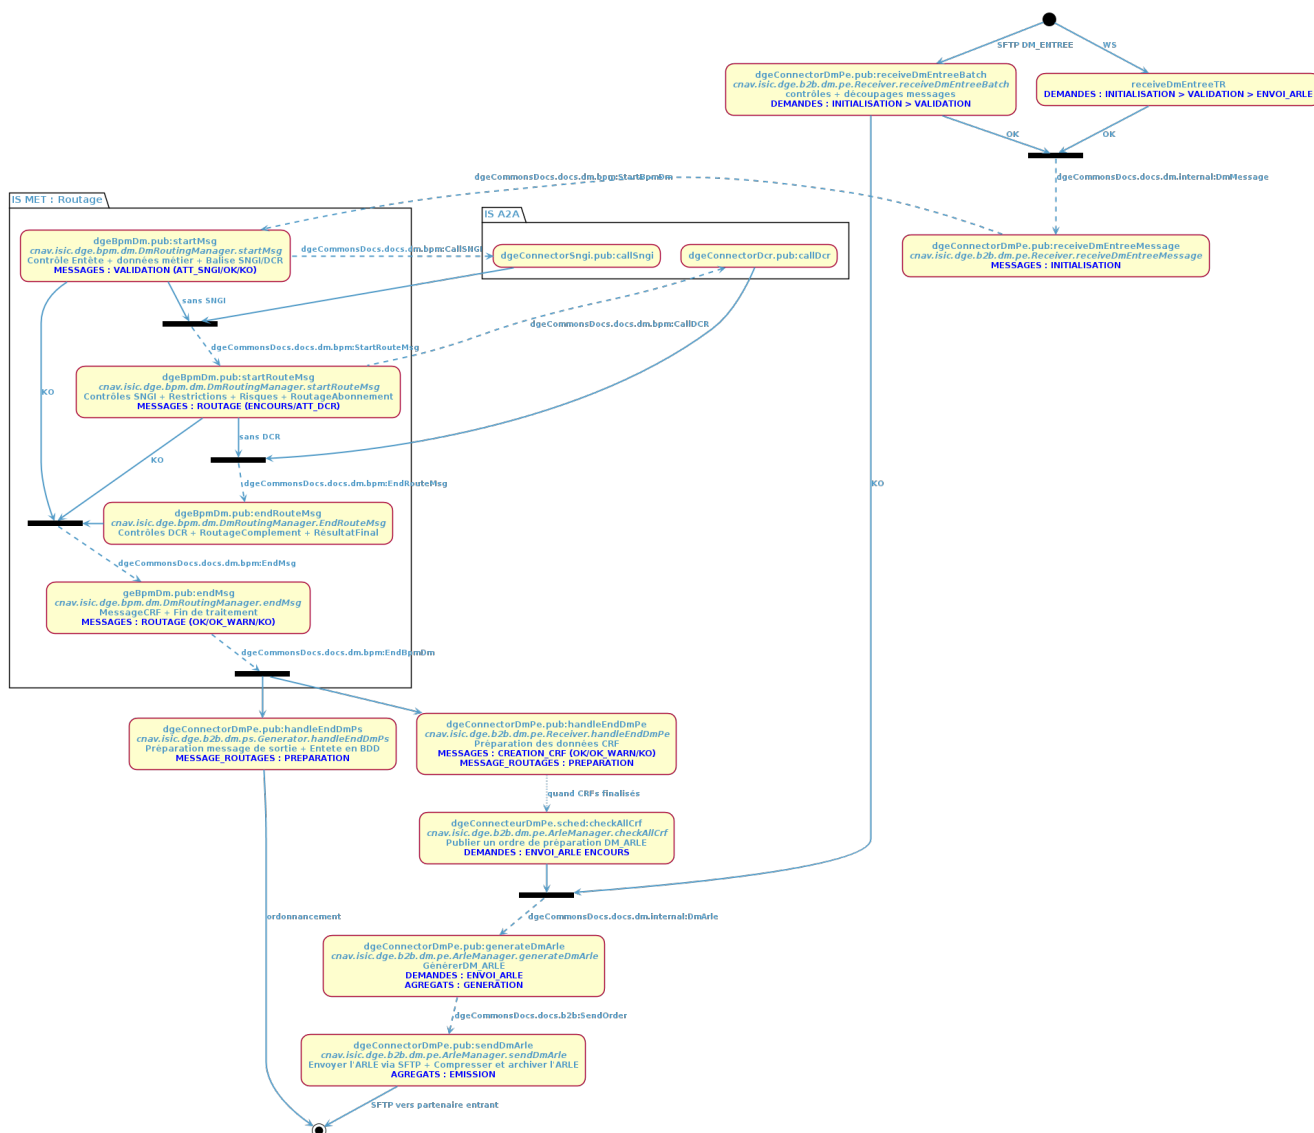 SFTP DM_ENTREE
WS
dgeConnectorDmPe.pub:receiveDmEntreeBatch
cnav.isic.dge.b2b.dm.pe.Receiver.receiveDmEntreeBatch
contrôles + découpages messages
DEMANDES : INITIALISATION > VALIDATION
receiveDmEntreeTR
DEMANDES : INITIALISATION > VALIDATION > ENVOI_ARLE
OK
OK
dgeCommonsDocs.docs.dm.bpm:StartBpmDm
dgeCommonsDocs.docs.dm.internal:DmMessage
IS MET : Routage
IS A2A
dgeBpmDm.pub:startMsg
cnav.isic.dge.bpm.dm.DmRoutingManager.startMsg
Contrôle Entête + données métier + Balise SNGI/DCR
MESSAGES : VALIDATION (ATT_SNGI/OK/KO)
dgeCommonsDocs.docs.dm.bpm:CallSNGI
dgeConnectorSngi.pub:callSngi
dgeConnectorDcr.pub:callDcr
dgeConnectorDmPe.pub:receiveDmEntreeMessage
cnav.isic.dge.b2b.dm.pe.Receiver.receiveDmEntreeMessage
MESSAGES : INITIALISATION
sans SNGI
dgeCommonsDocs.docs.dm.bpm:CallDCR
dgeCommonsDocs.docs.dm.bpm:StartRouteMsg
dgeBpmDm.pub:startRouteMsg
cnav.isic.dge.bpm.dm.DmRoutingManager.startRouteMsg
Contrôles SNGI + Restrictions + Risques + RoutageAbonnement
MESSAGES : ROUTAGE (ENCOURS/ATT_DCR)
KO
sans DCR
KO
dgeCommonsDocs.docs.dm.bpm:EndRouteMsg
KO
dgeBpmDm.pub:endRouteMsg
cnav.isic.dge.bpm.dm.DmRoutingManager.EndRouteMsg
Contrôles DCR + RoutageComplement + RésultatFinal
dgeCommonsDocs.docs.dm.bpm:EndMsg
geBpmDm.pub:endMsg
cnav.isic.dge.bpm.dm.DmRoutingManager.endMsg
MessageCRF + Fin de traitement
MESSAGES : ROUTAGE (OK/OK_WARN/KO)
dgeCommonsDocs.docs.dm.bpm:EndBpmDm
dgeConnectorDmPe.pub:handleEndDmPs
cnav.isic.dge.b2b.dm.ps.Generator.handleEndDmPs
Préparation message de sortie + Entete en BDD
MESSAGE_ROUTAGES : PREPARATION
dgeConnectorDmPe.pub:handleEndDmPe
cnav.isic.dge.b2b.dm.pe.Receiver.handleEndDmPe
Préparation des données CRF
MESSAGES : CREATION_CRF (OK/OK_WARN/KO)
MESSAGE_ROUTAGES : PREPARATION
quand CRFs finalisés
dgeConnecteurDmPe.sched:checkAllCrf
cnav.isic.dge.b2b.dm.pe.ArleManager.checkAllCrf
Publier un ordre de préparation DM_ARLE
DEMANDES : ENVOI_ARLE ENCOURS
ordonnancement
dgeCommonsDocs.docs.dm.internal:DmArle
dgeConnectorDmPe.pub:generateDmArle
cnav.isic.dge.b2b.dm.pe.ArleManager.generateDmArle
GénérerDM_ARLE
DEMANDES : ENVOI_ARLE
AGREGATS : GENERATION
dgeCommonsDocs.docs.b2b:SendOrder
dgeConnectorDmPe.pub:sendDmArle
cnav.isic.dge.b2b.dm.pe.ArleManager.sendDmArle
Envoyer l'ARLE via SFTP + Compresser et archiver l'ARLE
AGREGATS : EMISSION
SFTP vers partenaire entrant